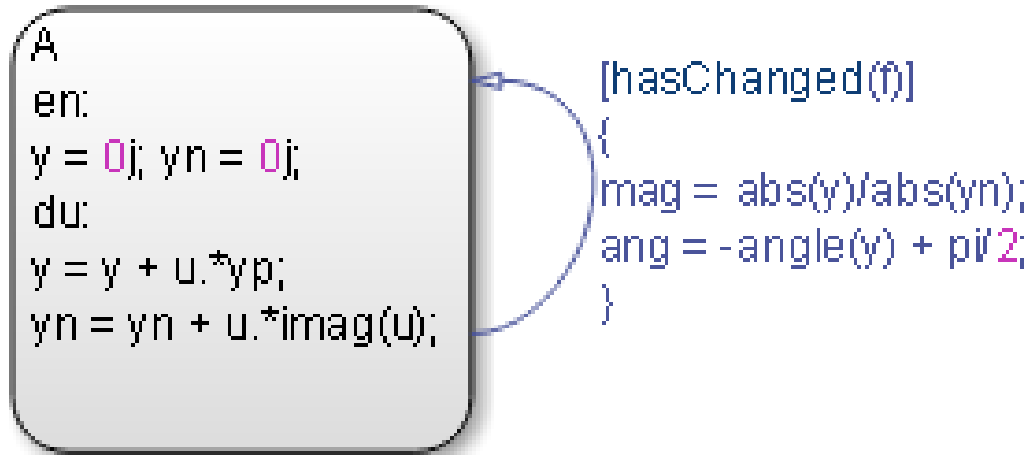 A
en:
y = 0j; yn = 0j;
du:
y = y + u.*yp;
yn = yn + u.*imag(u);
[hasChanged(f)]
{
mag = abs(y)/abs(yn);
ang = -angle(y) + pi/2;
}